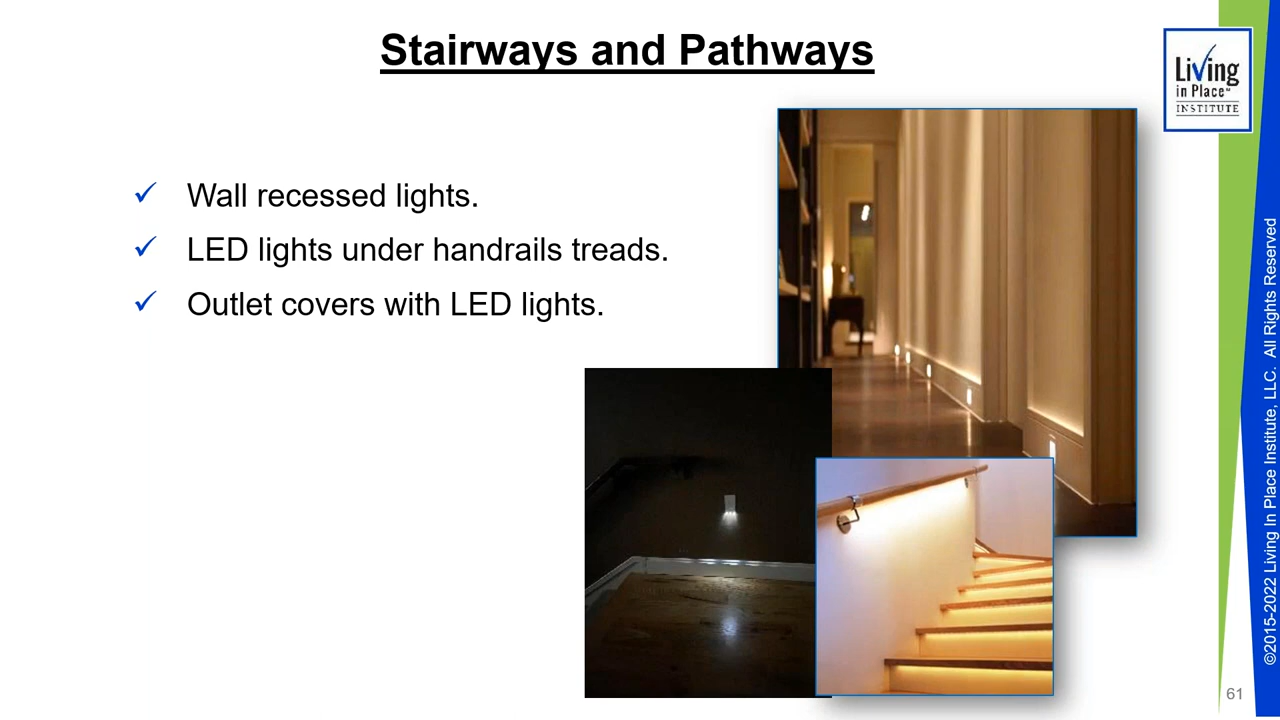 Stairways and Pathways
Living
in Place℠
INSTITUTE
✓ Wall recessed lights.
✓ LED lights under handrails treads.
✓ Outlet covers with LED lights.
©2015-2022 Living In Place Institute, LLC. All Rights Reserved
61